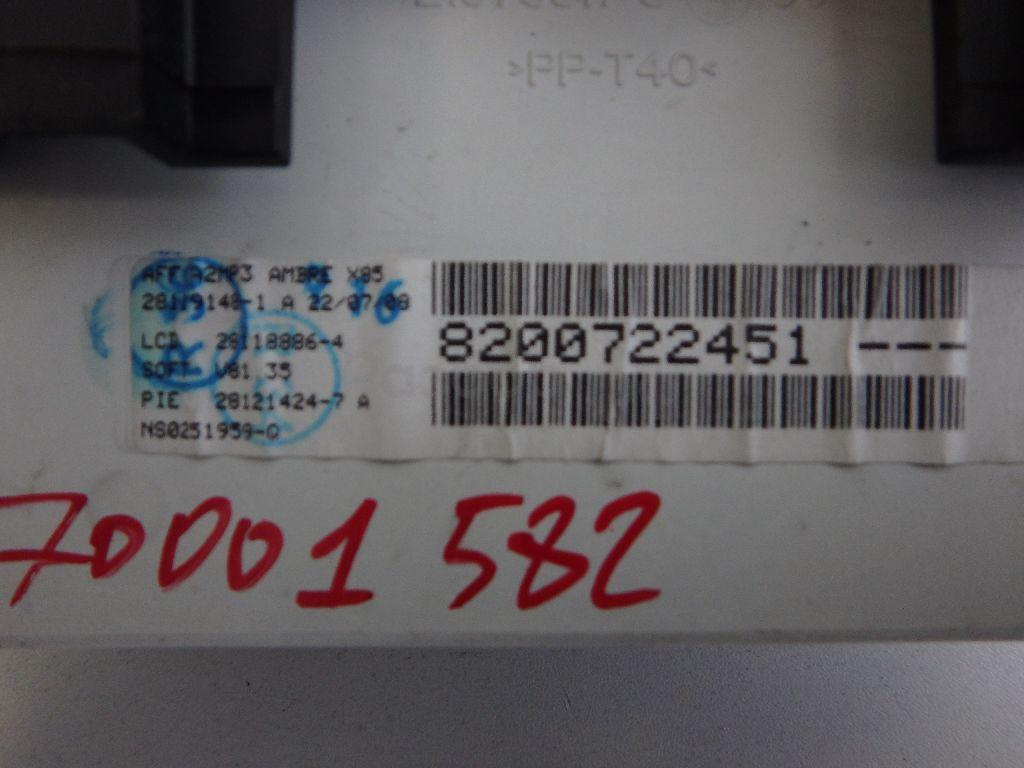 >PP-T40<
AFF A2MP3 AMBRE X85
28119148-1 A 22/07/08
LCD 28118886-4
SOFT V81.35
PIE 28121424-7 A
NS0251959-Q
8200722451 ---
70001 582